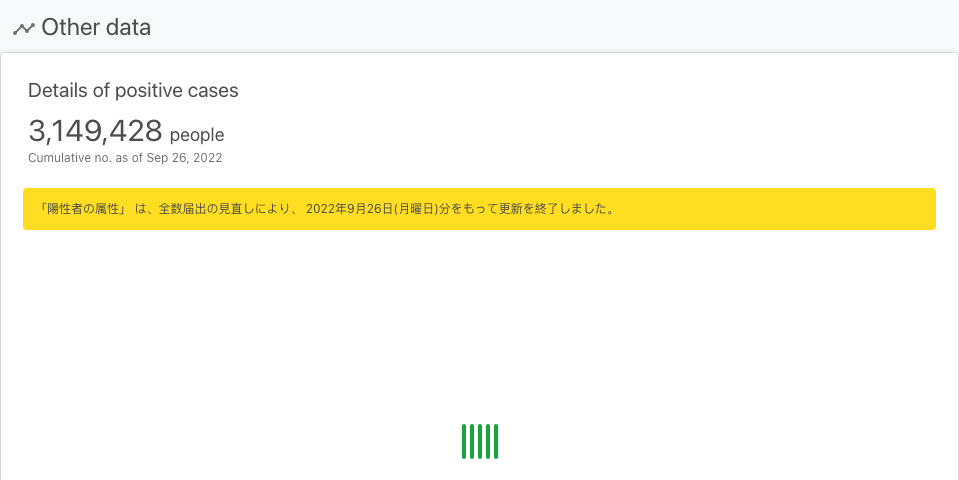 Other data
Details of positive cases
3,149,428 people
Cumulative no. as of Sep 26, 2022
「陽性者の属性」 は、全数届出の見直しにより、 2022年9月26日(月曜日)分をもって更新を終了しました。